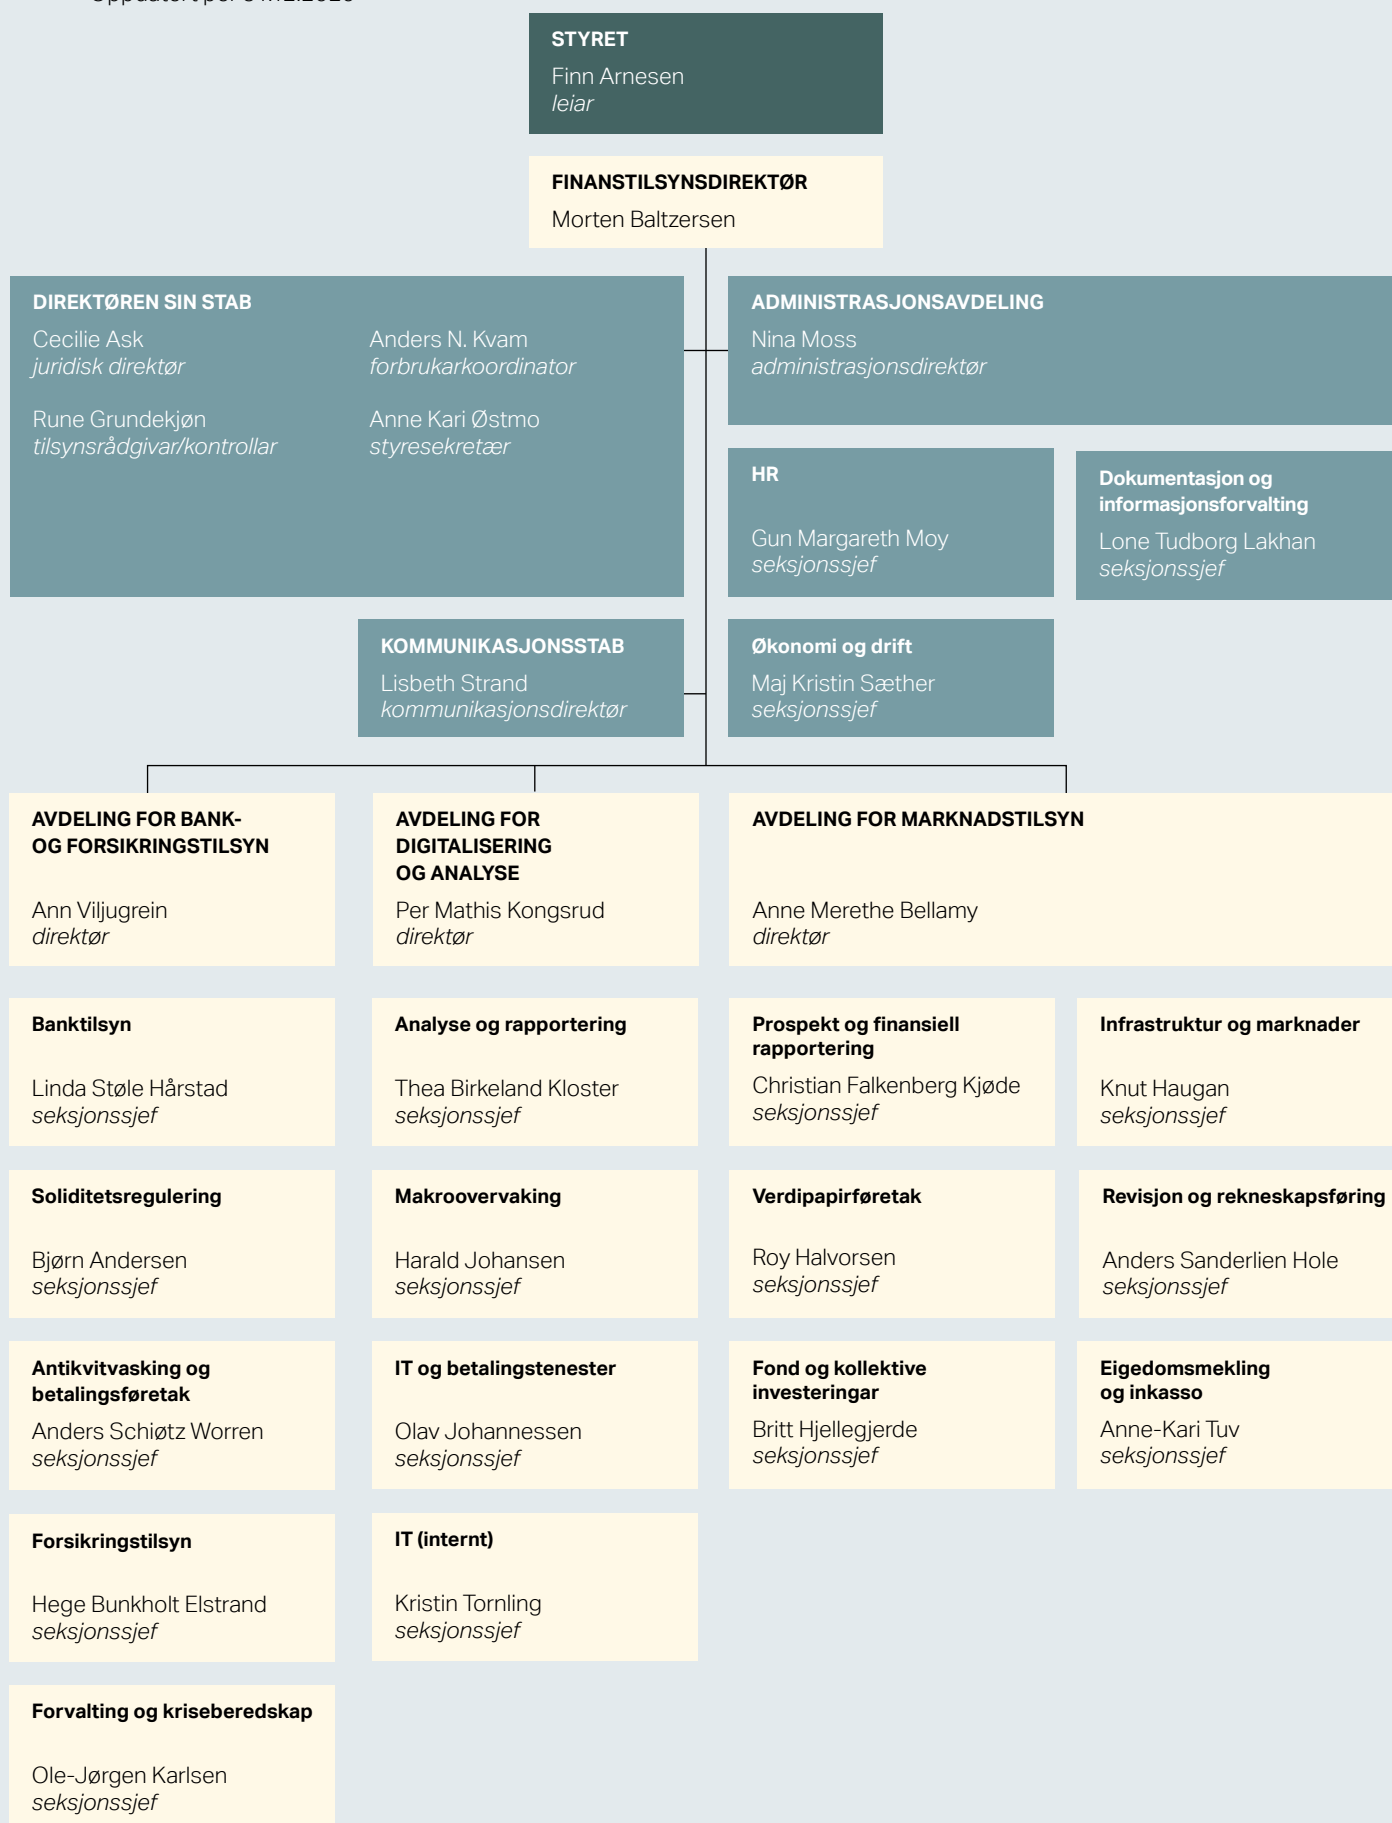 STYRET
Finn Arnesen
leiar
FINANSTILSYNSDIREKTØR
Morten Baltzersen
DIREKTØREN SIN STAB
Cecilie Ask
juridisk direktør
Rune Grundekjøn
tilsynsrådgivar/kontrollar
Anders N. Kvam
forbrukarkoordinator
Anne Kari Østmo
styresekretær
ADMINISTRASJONSAVDELING
Nina Moss
administrasjonsdirektør
HR
Gun Margareth Moy
seksjonssjef
Dokumentasjon og
informasjonsforvalting
Lone Tudborg Lakhan
seksjonssjef
KOMMUNIKASJONSSTAB
Lisbeth Strand
kommunikasjonsdirektør
Økonomi og drift
Maj Kristin Sæther
seksjonssjef
AVDELING FOR BANK-
OG FORSIKRINGSTILSYN
Ann Viljugrein
direktør
AVDELING FOR
DIGITALISERING
OG ANALYSE
Per Mathis Kongsrud
direktør
AVDELING FOR MARKNADSTILSYN
Anne Merethe Bellamy
direktør
Banktilsyn
Linda Støle Hårstad
seksjonssjef
Analyse og rapportering
Thea Birkeland Kloster
seksjonssjef
Prospekt og finansiell
rapportering
Christian Falkenberg Kjøde
seksjonssjef
Infrastruktur og marknader
Knut Haugan
seksjonssjef
Soliditetsregulering
Bjørn Andersen
seksjonssjef
Makroovervaking
Harald Johansen
seksjonssjef
Verdipapirføretak
Roy Halvorsen
seksjonssjef
Revisjon og rekneskapsføring
Anders Sanderlien Hole
seksjonssjef
Antikvitvasking og
betalingsføretak
Anders Schiøtz Worren
seksjonssjef
IT og betalingstenester
Olav Johannessen
seksjonssjef
Fond og kollektive
investeringar
Britt Hjellegjerde
seksjonssjef
Eigedomsmekling
og inkasso
Anne-Kari Tuv
seksjonssjef
Forsikringstilsyn
Hege Bunkholt Elstrand
seksjonssjef
IT (internt)
Kristin Tornling
seksjonssjef
Forvalting og kriseberedskap
Ole-Jørgen Karlsen
seksjonssjef